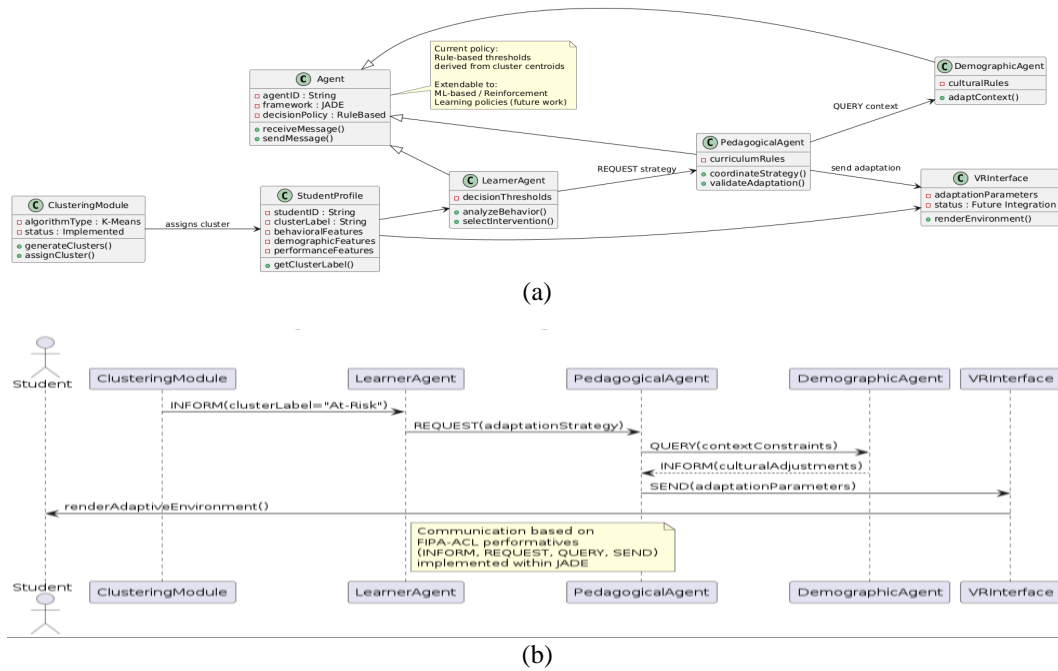 Current policy:
Rule-based thresholds
derived from cluster centroids
Extendable to:
ML-based / Reinforcement
Learning policies (future work)
C Agent
agentID : String
framework : JADE
decisionPolicy : RuleBased
receiveMessage()
sendMessage()
C DemographicAgent
culturalRules
adaptContext()
QUERY context
C PedagogicalAgent
curriculumRules
coordinateStrategy()
validateAdaptation()
REQUEST strategy
send adaptation
C LearnerAgent
decisionThresholds
analyzeBehavior()
selectIntervention()
C VRInterface
adaptationParameters
status : Future Integration
renderEnvironment()
C StudentProfile
studentID : String
clusterLabel : String
behavioralFeatures
demographicFeatures
performanceFeatures
getClusterLabel()
C ClusteringModule
algorithmType : K-Means
status : Implemented
generateClusters()
assignCluster()
assigns cluster
(a)
Student
ClusteringModule
LearnerAgent
PedagogicalAgent
DemographicAgent
VRInterface
INFORM(clusterLabel="At-Risk")
REQUEST(adaptationStrategy)
QUERY(contextConstraints)
INFORM(culturalAdjustments)
SEND(adaptationParameters)
renderAdaptiveEnvironment()
Communication based on
FIPA-ACL performatives
(INFORM, REQUEST, QUERY, SEND)
implemented within JADE
Student
ClusteringModule
LearnerAgent
PedagogicalAgent
DemographicAgent
VRInterface
(b)